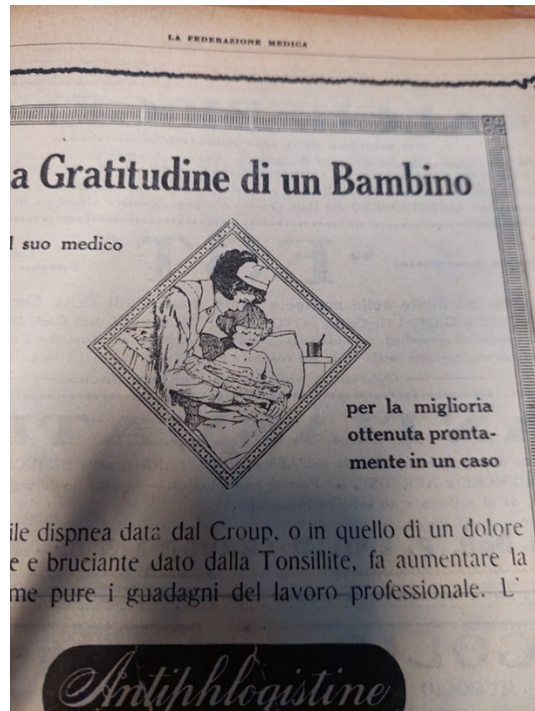 LA FEDERAZIONE MEDICA
a Gratitudine di un Bambino
l suo medico
per la miglioria
ottenuta pronta-
mente in un caso
ile dispnea data dal Croup, o in quello di un dolore
e e bruciante dato dalla Tonsillite, fa aumentare la
me pure i guadagni del lavoro professionale. L'
Antiphlogistine